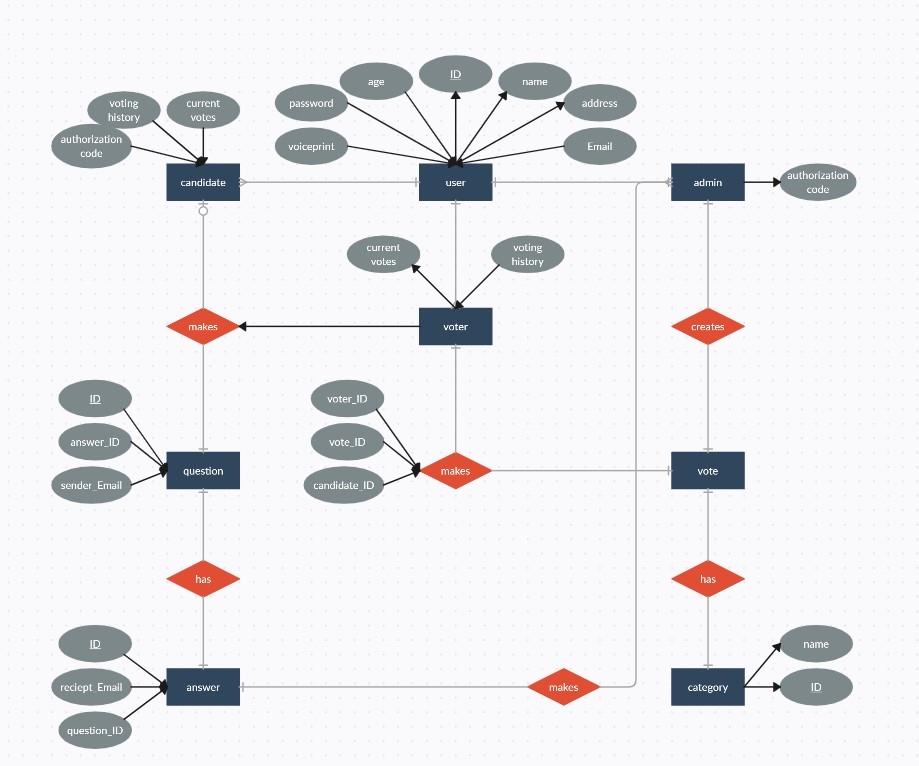 ID
age
name
password
address
voting
history
current
votes
authorization
code
voiceprint
Email
candidate
user
admin
authorization
code
current
votes
voting
history
makes
voter
creates
ID
voter_ID
answer_ID
vote_ID
question
makes
vote
sender_Email
candidate_ID
has
has
ID
name
reciept_Email
answer
makes
category
ID
question_ID